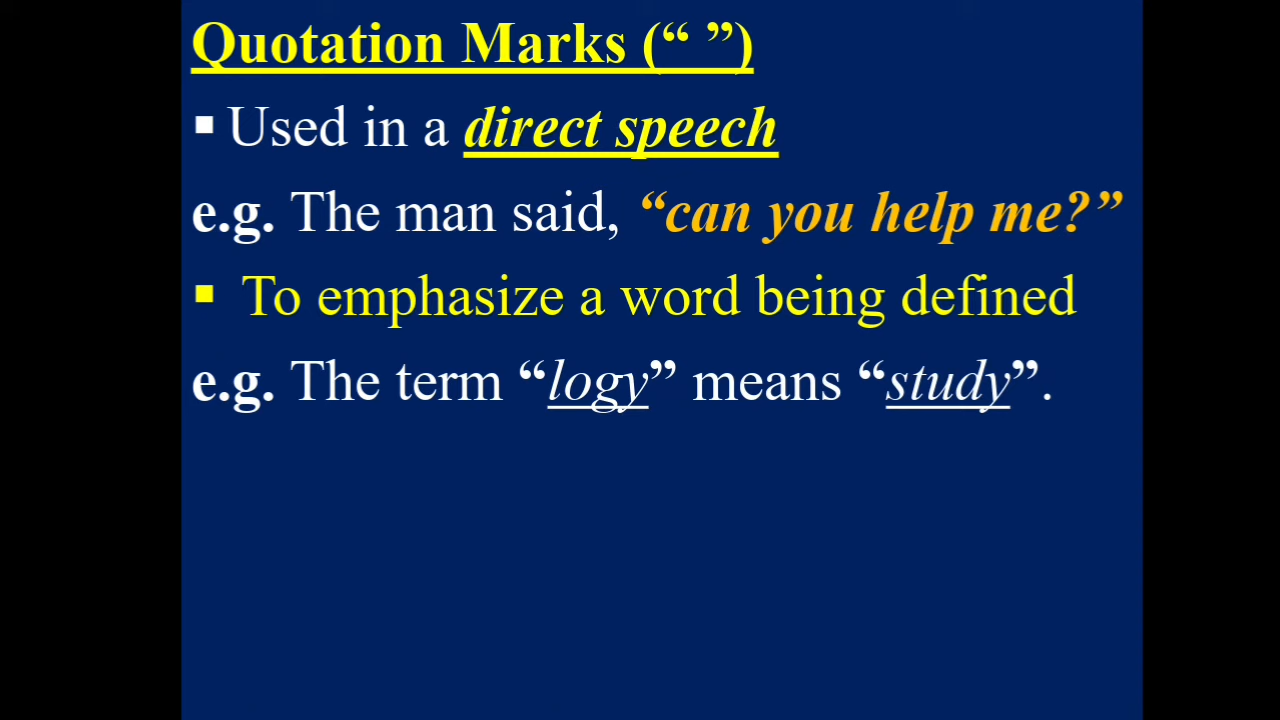 Quotation Marks (“ ”)
▪ Used in a direct speech
e.g. The man said, “can you help me?”
▪ To emphasize a word being defined
e.g. The term “logy” means “study”.